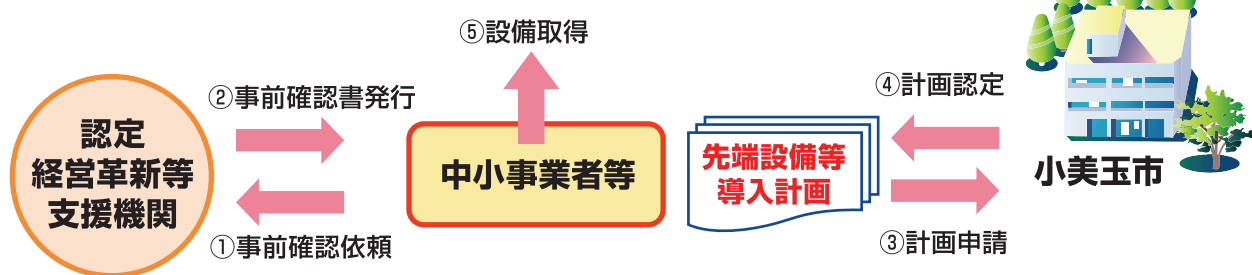 ⑤設備取得
②事前確認書発行
④計画認定
認定
経営革新等
支援機関
中小事業者等
先端設備等
導入計画
小美玉市
①事前確認依頼
③計画申請